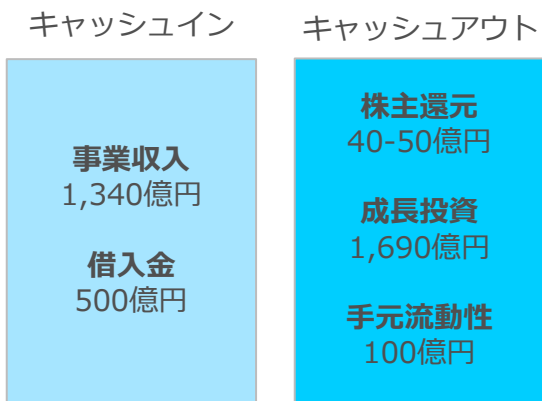 キャッシュイン
事業収入
1,340億円
借入金
500億円
キャッシュアウト
株主還元
40-50億円
成長投資
1,690億円
手元流動性
100億円